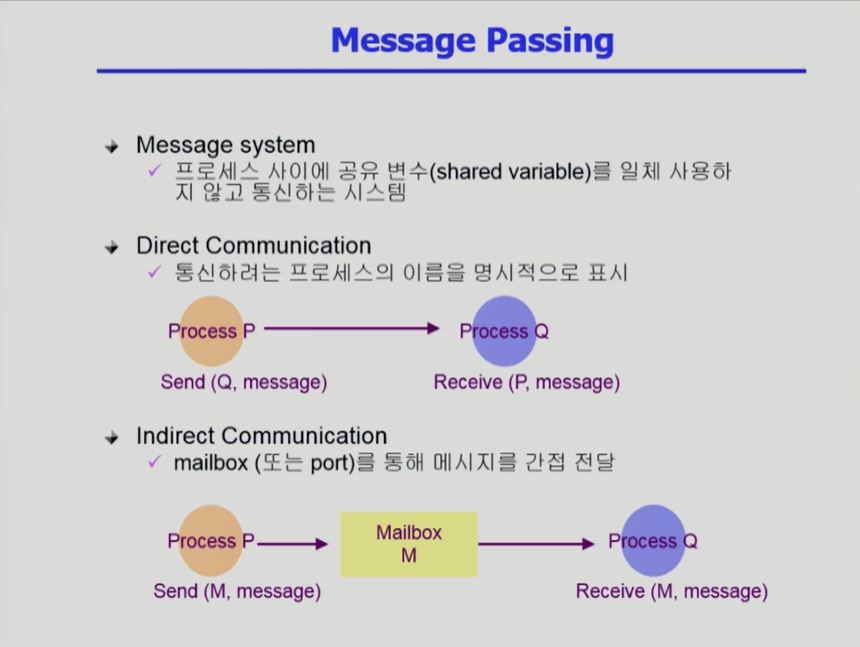 Message Passing
Message system
프로세스 사이에 공유 변수(shared variable)를 일체 사용하
지 않고 통신하는 시스템
Direct Communication
통신하려는 프로세스의 이름을 명시적으로 표시
Process P
Process Q
Send (Q, message)
Receive (P, message)
Indirect Communication
mailbox (또는 port)를 통해 메시지를 간접 전달
Process P
Mailbox
M
Process Q
Send (M, message)
Receive (M, message)